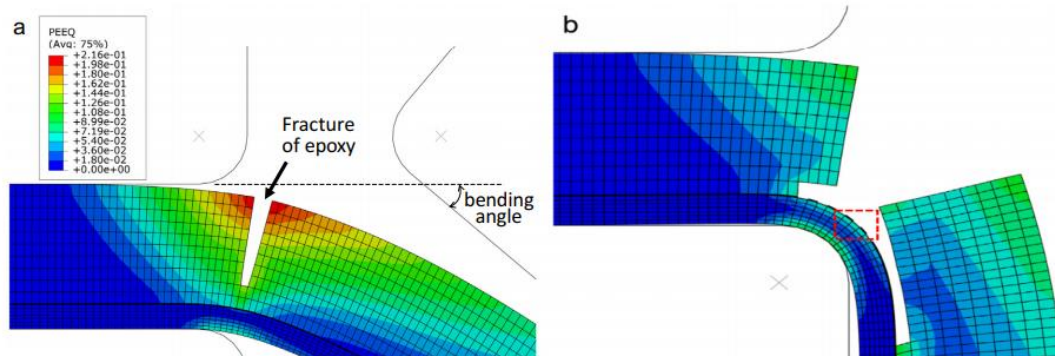 a
PEEQ
(Avg: 75%)
+2.16e-01
+1.98e-01
+1.80e-01
+1.62e-01
+1.44e-01
+1.26e-01
+1.08e-01
+8.99e-02
+7.19e-02
+5.40e-02
+3.60e-02
+1.80e-02
+0.00e+00
Fracture
of epoxy
bending
angle
b